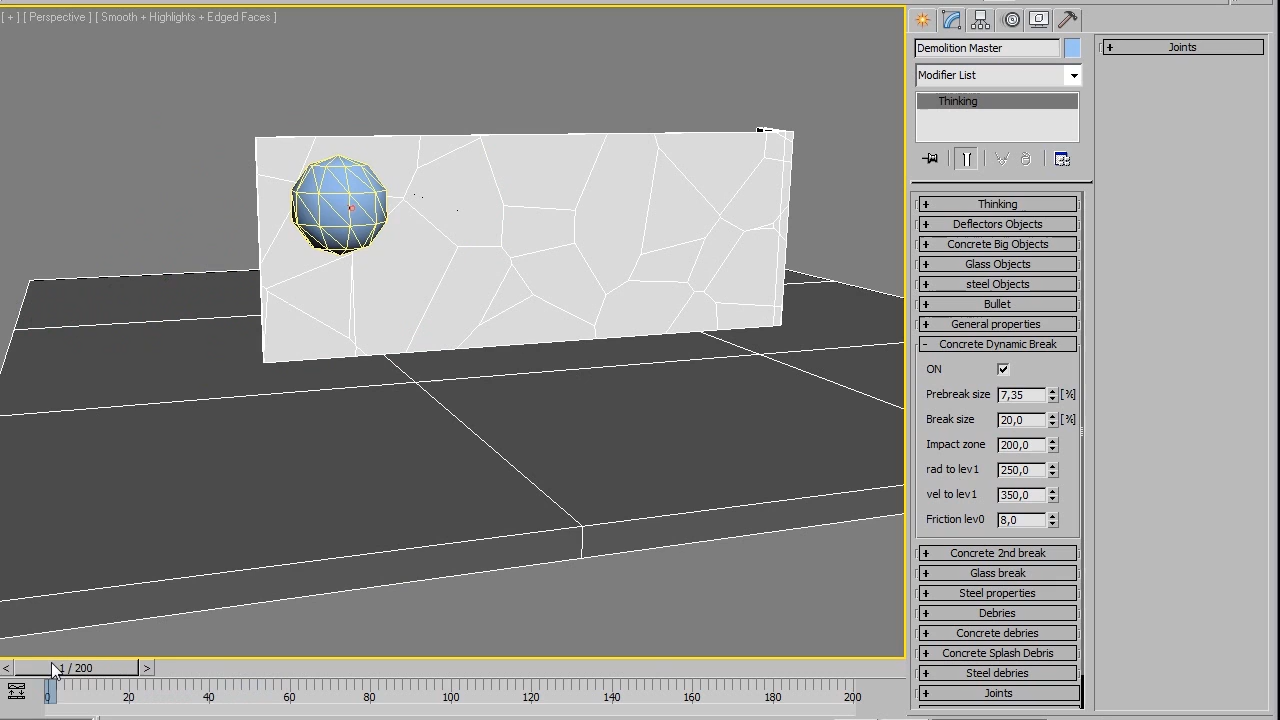 [ + ] [ Perspective ] [ Smooth + Highlights + Edged Faces ]
Demolition Master
Modifier List
Thinking
+ Thinking
+ Deflectors Objects
+ Concrete Big Objects
+ Glass Objects
+ steel Objects
+ Bullet
+ General properties
- Concrete Dynamic Break
ON
Prebreak size 7,35 [%]
Break size 20,0 [%]
Impact zone 200,0
rad to lev1 250,0
vel to lev1 350,0
Friction lev0 8,0
+ Concrete 2nd break
+ Glass break
+ Steel properties
+ Debries
+ Concrete debries
+ Concrete Splash Debris
+ Steel debries
+ Joints
+ Joints
< 1 / 200 >
0 20 40 60 80 100 120 140 160 180 200